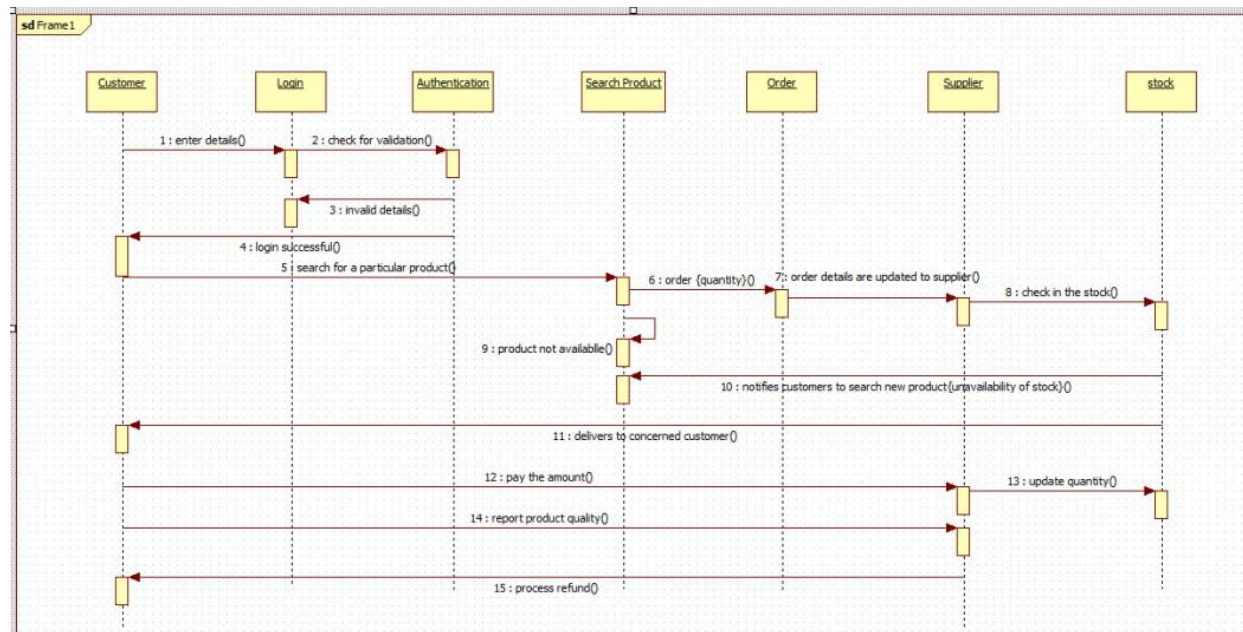 sd Frame1
Customer
Login
Authentication
Search Product
Order
Supplier
stock
1 : enter details()
2 : check for validation()
3 : invalid details()
4 : login successful()
5 : search for a particular product()
6 : order {quantity}()
7 : order details are updated to supplier()
8 : check in the stock()
9 : product not availablle()
10 : notifies customers to search new product{unavailability of stock}()
11 : delivers to concerned customer()
12 : pay the amount()
13 : update quantity()
14 : report product quality()
15 : process refund()